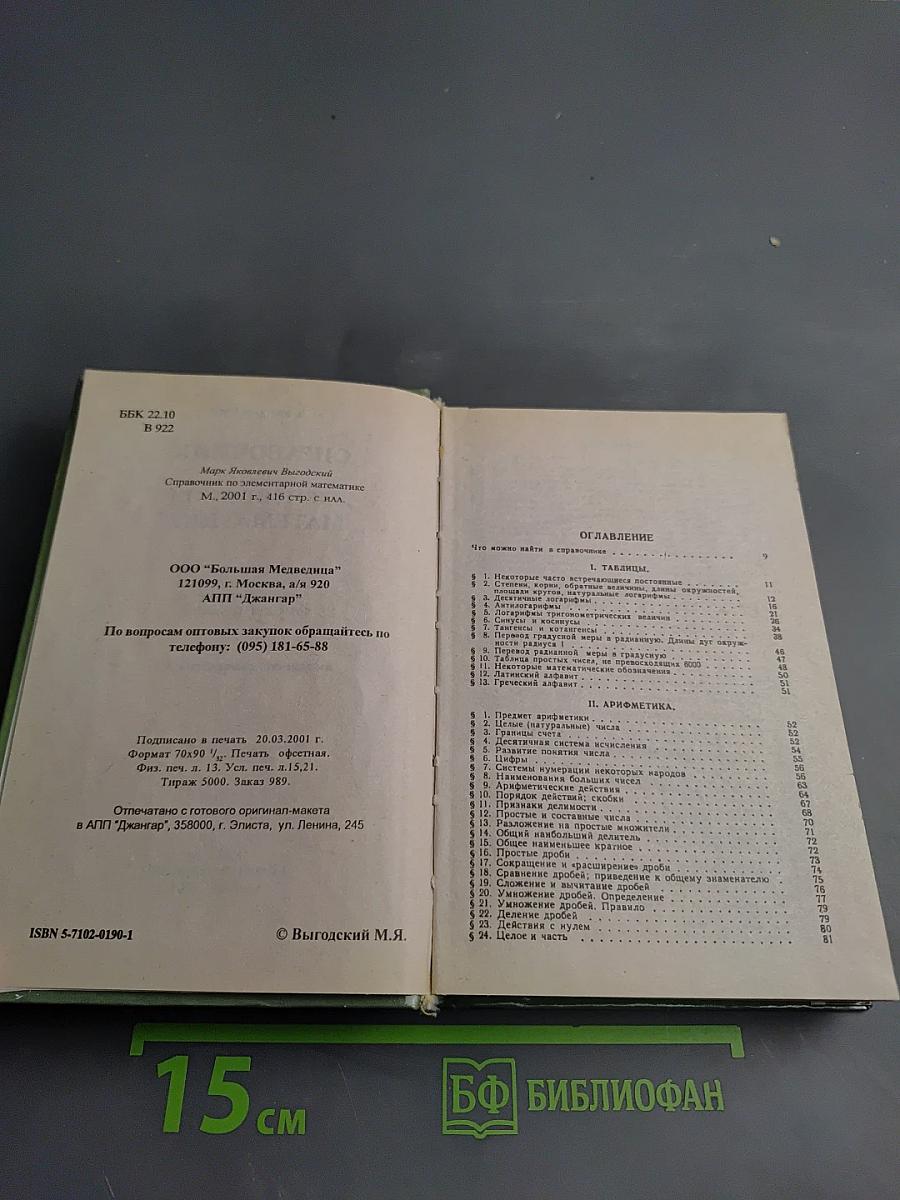 ББК 22.10
В 922
Марк Яковлевич Выгодский
Справочник по элементарной математике
М., 2001 г., 416 стр. с илл.
ООО “Большая Медведица”
121099, г. Москва, а/я 920
АПП “Джангар”
По вопросам оптовых закупок обращайтесь по
телефону: (095) 181-65-88
Подписано в печать 20.03.2001 г.
Формат 70х90 1/32. Печать офсетная.
Физ. печ. л. 13. Усл. печ. л.15,21.
Тираж 5000. Заказ 989.
Отпечатано с готового оригинал-макета
в АПП "Джангар", 358000, г. Элиста, ул. Ленина, 245
ISBN 5-7102-0190-1
© Выгодский М.Я.
ОГЛАВЛЕНИЕ
Что можно найти в справочнике . . . . . . . . . . 9
I. ТАБЛИЦЫ.
§ 1. Некоторые часто встречающиеся постоянные . . . . . . 11
§ 2. Степени, корни, обратные величины, длины окружностей,
площади кругов, натуральные логарифмы . . . . . . 12
§ 3. Десятичные логарифмы . . . . . . 16
§ 4. Антилогарифмы . . . . . . 21
§ 5. Логарифмы тригонометрических величин . . . . . . 26
§ 6. Синусы и косинусы . . . . . . 34
§ 7. Тангенсы и котангенсы . . . . . . 38
§ 8. Перевод градусной меры в радианную. Длины дуг окруж-
ности радиуса 1 . . . . . . 46
§ 9. Перевод радианной меры в градусную . . . . . . 47
§ 10. Таблица простых чисел, не превосходящих 6000 . . . . . . 48
§ 11. Некоторые математические обозначения . . . . . . 50
§ 12. Латинский алфавит . . . . . . 51
§ 13. Греческий алфавит . . . . . . 51
II. АРИФМЕТИКА.
§ 1. Предмет арифметики . . . . . . 52
§ 2. Целые (натуральные) числа . . . . . . 52
§ 3. Границы счета . . . . . . 52
§ 4. Десятичная система исчисления . . . . . . 54
§ 5. Развитие понятия числа . . . . . . 55
§ 6. Цифры . . . . . . 56
§ 7. Системы нумерации некоторых народов . . . . . . 56
§ 8. Наименования больших чисел . . . . . . 63
§ 9. Арифметические действия . . . . . . 64
§ 10. Порядок действий; скобки . . . . . . 67
§ 11. Признаки делимости . . . . . . 68
§ 12. Простые и составные числа . . . . . . 70
§ 13. Разложение на простые множители . . . . . . 71
§ 14. Общий наибольший делитель . . . . . . 72
§ 15. Общее наименьшее кратное . . . . . . 72
§ 16. Простые дроби . . . . . . 73
§ 17. Сокращение и «расширение» дроби . . . . . . 74
§ 18. Сравнение дробей; приведение к общему знаменателю . 75
§ 19. Сложение и вычитание дробей . . . . . . 76
§ 20. Умножение дробей. Определение . . . . . . 77
§ 21. Умножение дробей. Правило . . . . . . 79
§ 22. Деление дробей . . . . . . 79
§ 23. Действия с нулем . . . . . . 80
§ 24. Целое и часть . . . . . . 81
15 см
БФ БИБЛИОФАН